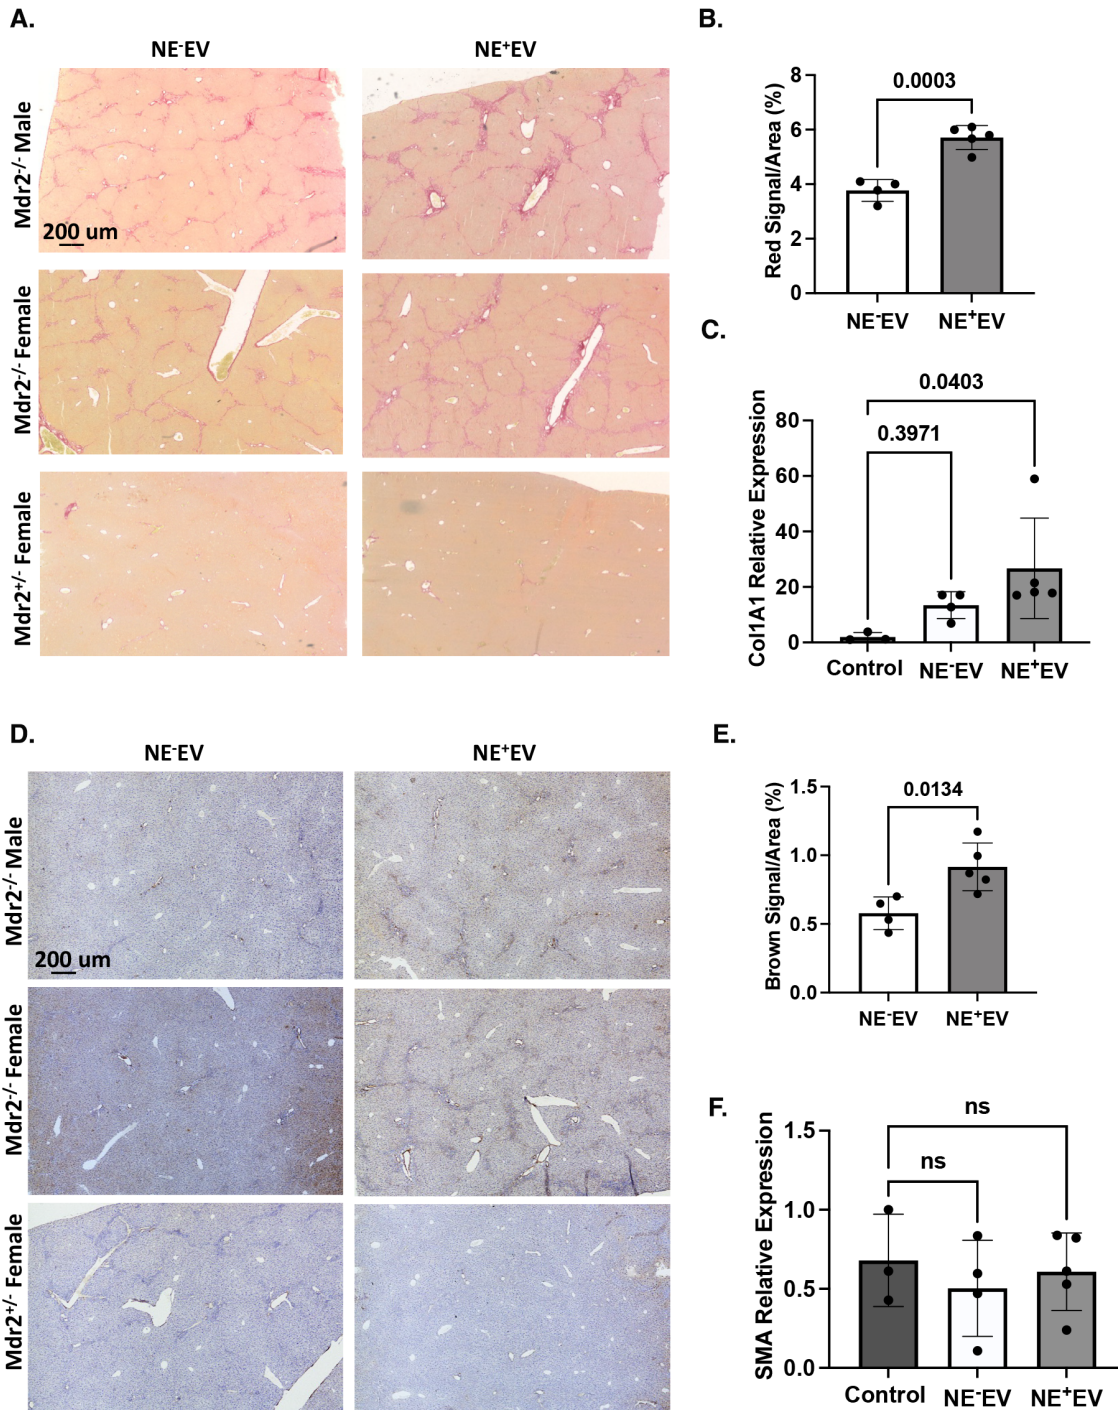 A.
NE⁻EV
NE⁺EV
Mdr2⁻/⁻ Male
200 um
Mdr2⁻/⁻ Female
Mdr2⁺/⁻ Female
B.
Red Signal/Area (%)
8
6
4
2
0
0.0003
NE⁻EV
NE⁺EV
C.
Col1A1 Relative Expression
80
60
40
20
0
0.0403
0.3971
Control
NE⁻EV
NE⁺EV
D.
NE⁻EV
NE⁺EV
Mdr2⁻/⁻ Male
200 um
Mdr2⁻/⁻ Female
Mdr2⁺/⁻ Female
E.
Brown Signal/Area (%)
1.5
1.0
0.5
0.0
0.0134
NE⁻EV
NE⁺EV
F.
SMA Relative Expression
1.5
1.0
0.5
0.0
ns
ns
Control
NE⁻EV
NE⁺EV